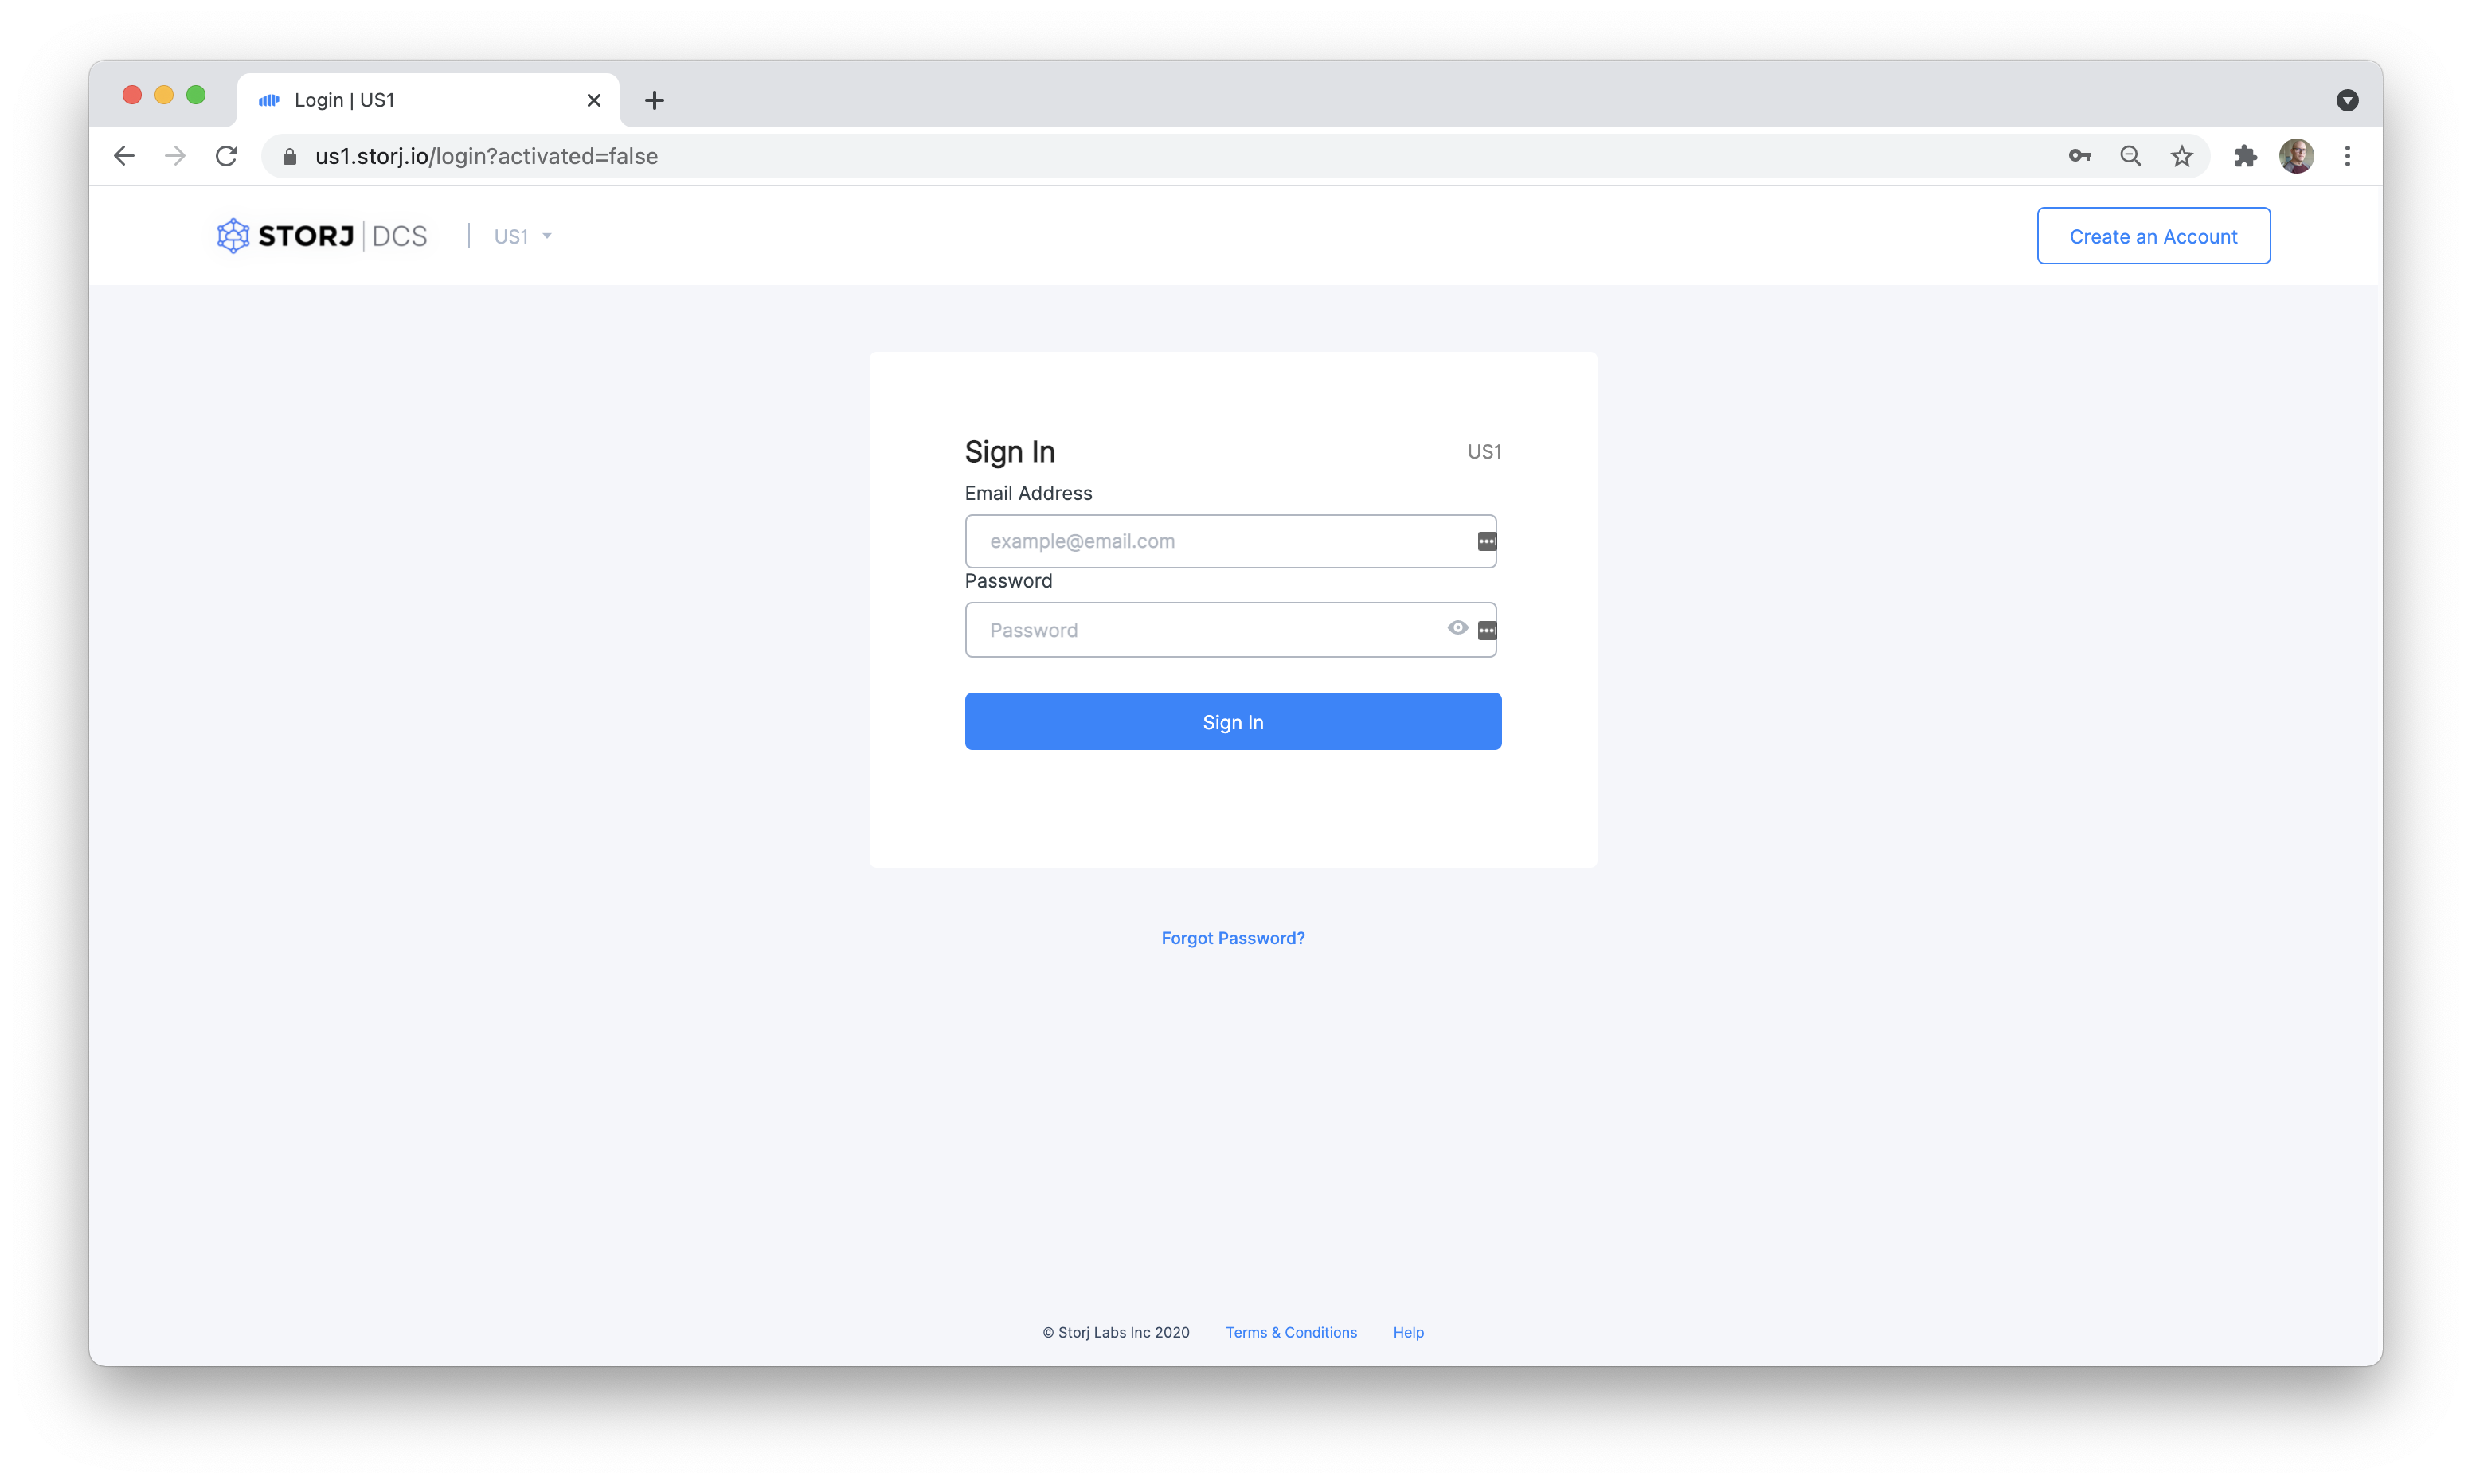 Login | US1
us1.storj.io/login?activated=false
STORJ DCS US1
Create an Account
Sign In US1
Email Address
example@email.com
Password
Password
Sign In
Forgot Password?
© Storj Labs Inc 2020 Terms & Conditions Help